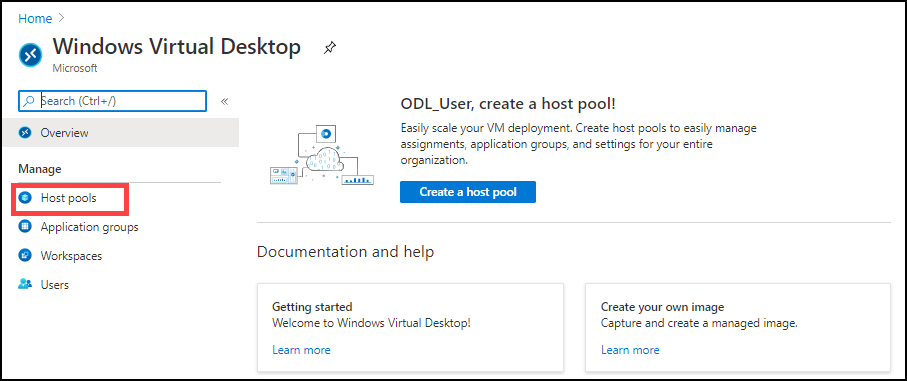 Home
Windows Virtual Desktop
Microsoft
Search (Ctrl+/)
Overview
Manage
Host pools
Application groups
Workspaces
Users
ODL_User, create a host pool!
Easily scale your VM deployment. Create host pools to easily manage
assignments, application groups, and settings for your entire
organization.
Create a host pool
Documentation and help
Getting started
Welcome to Windows Virtual Desktop!
Learn more
Create your own image
Capture and create a managed image.
Learn more